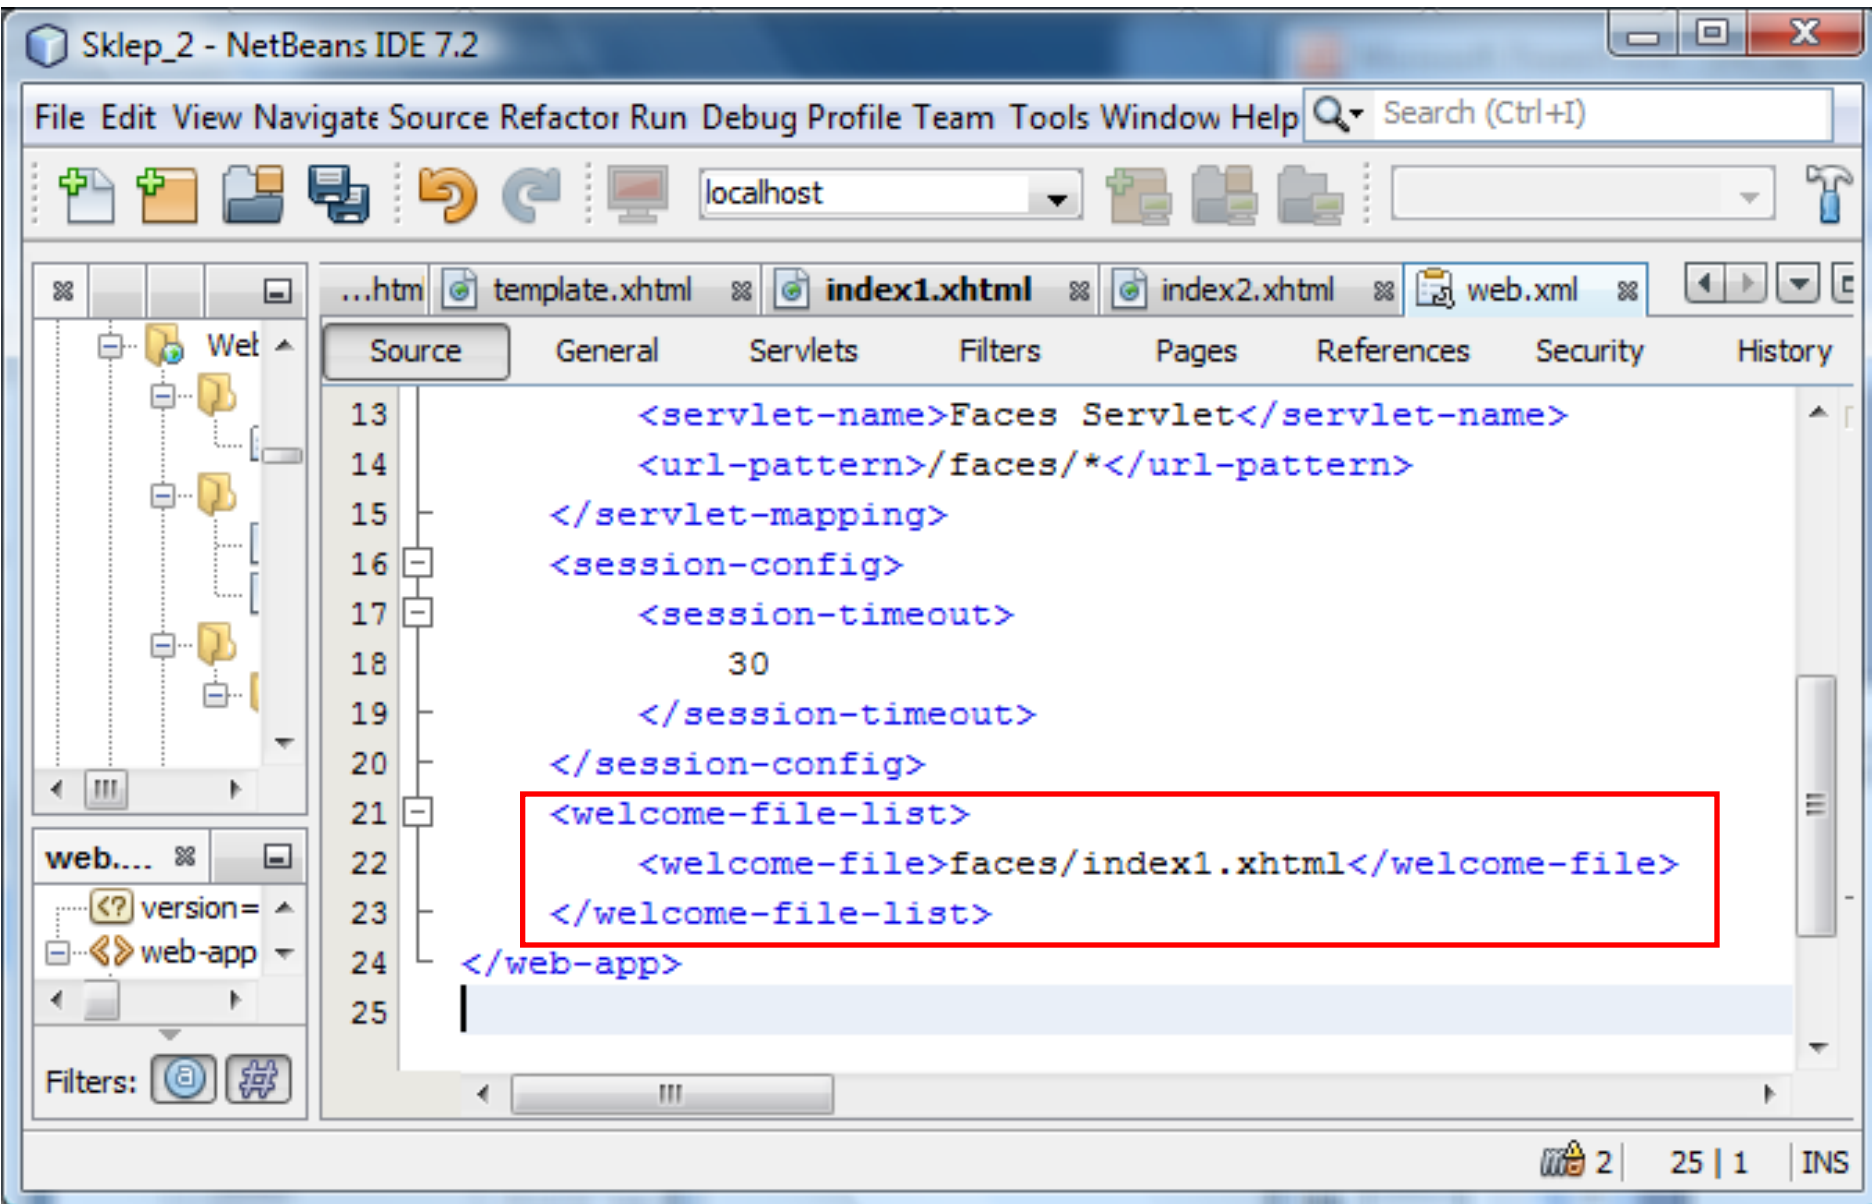 Sklep_2 - NetBeans IDE 7.2
File Edit View Navigate Source Refactor Run Debug Profile Team Tools Window Help Search (Ctrl+I)
localhost
...html template.xhtml index1.xhtml index2.xhtml web.xml
Source General Servlets Filters Pages References Security History
Wet
13 <servlet-name>Faces Servlet</servlet-name>
14 <url-pattern>/faces/*</url-pattern>
15 </servlet-mapping>
16 <session-config>
17 <session-timeout>
18 30
19 </session-timeout>
20 </session-config>
21 <welcome-file-list>
22 <welcome-file>faces/index1.xhtml</welcome-file>
23 </welcome-file-list>
24 </web-app>
25
web....
<?> version=
<> web-app
Filters: @ #
2 25 | 1 INS